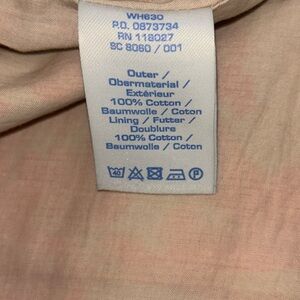 WH630
P.O. 0873734
RN 118027
SC 8060 / 001
Outer /
Obermaterial /
Extérieur
100% Cotton /
Baumwolle / Coton
Lining / Futter /
Doublure
100% Cotton /
Baumwolle / Coton
40 P